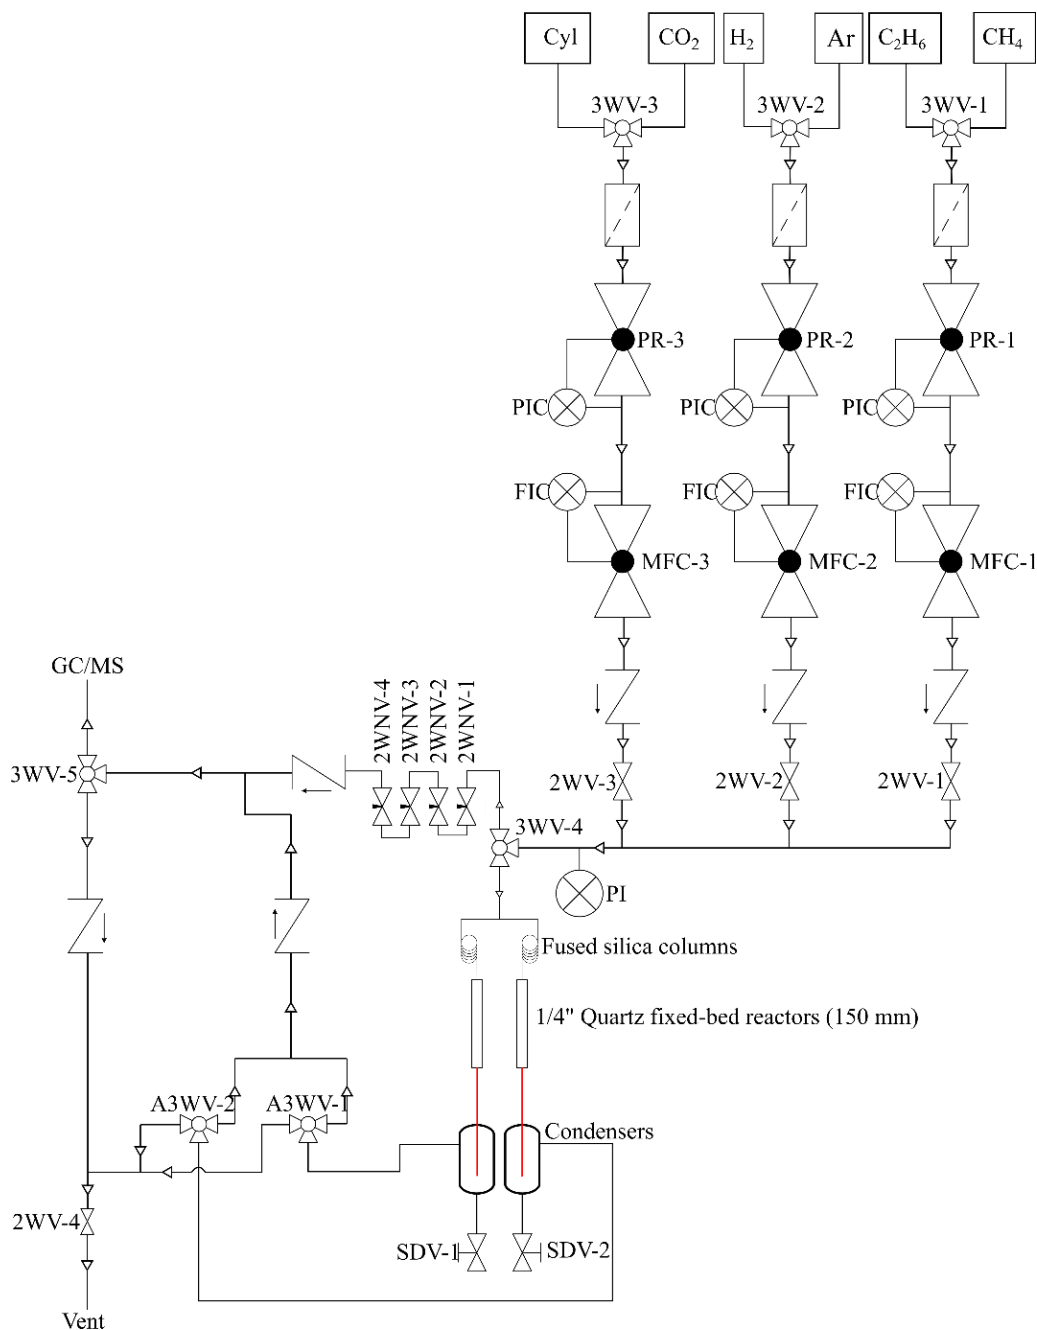 Cyl
CO₂
H₂
Ar
C₂H₆
CH₄
3WV-3
3WV-2
3WV-1
PR-3
PR-2
PR-1
PIC
PIC
PIC
FIC
FIC
FIC
MFC-3
MFC-2
MFC-1
GC/MS
2WNV-4
2WNV-3
2WNV-2
2WNV-1
3WV-5
2WV-3
2WV-2
2WV-1
3WV-4
PI
Fused silica columns
1/4" Quartz fixed-bed reactors (150 mm)
A3WV-2
A3WV-1
Condensers
2WV-4
SDV-1
SDV-2
Vent